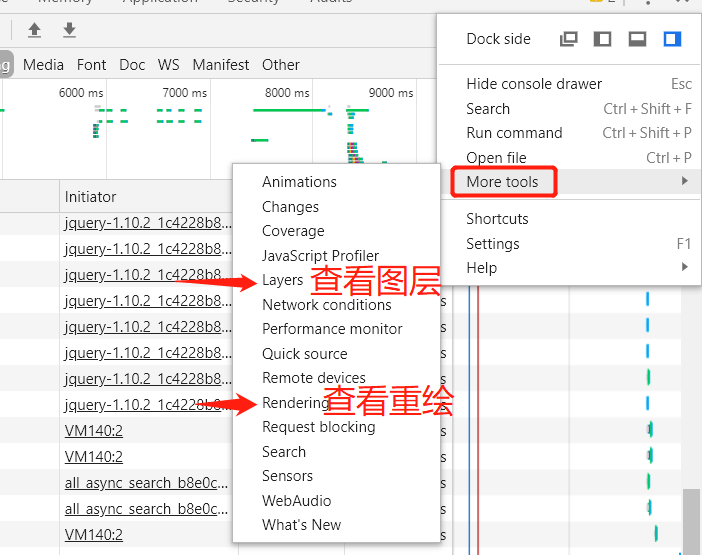 Memory
Application
Security
Audits
2
Media Font Doc WS Manifest Other
6000 ms 7000 ms 8000 ms 9000 ms
Initiator
jquery-1.10.2_1c4228b8...
jquery-1.10.2_1c4228b8...
jquery-1.10.2_1c4228b8...
jquery-1.10.2_1c4228b8...
jquery-1.10.2_1c4228b8...
jquery-1.10.2_1c4228b8...
jquery-1.10.2_1c4228b8...
jquery-1.10.2_1c4228b8...
VM140:2
VM140:2
all_async_search_b8e0c...
all_async_search_b8e0c...
VM140:2
Animations
Changes
Coverage
JavaScript Profiler
Layers 查看图层
Network conditions
Performance monitor
Quick source
Remote devices
Rendering 查看重绘
Request blocking
Search
Sensors
WebAudio
What's New
Dock side
Hide console drawer Esc
Search Ctrl + Shift + F
Run command Ctrl + Shift + P
Open file Ctrl + P
More tools
Shortcuts
Settings F1
Help